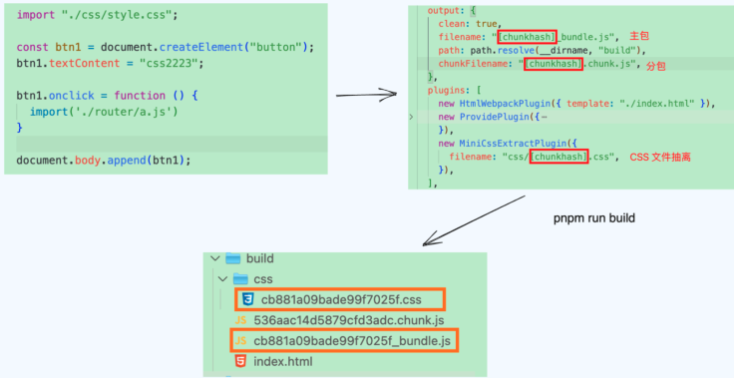 import "./css/style.css";
const btn1 = document.createElement("button");
btn1.textContent = "css2223";
btn1.onclick = function () {
import('./router/a.js')
}
document.body.append(btn1);
output: {
clean: true,
filename: "[chunkhash]_bundle.js", 主包
path: path.resolve(__dirname, "build"),
chunkFilename: "[chunkhash].chunk.js", 分包
},
plugins: [
new HtmlWebpackPlugin({ template: "./index.html" }),
new ProvidePlugin({⋯
}),
new MiniCssExtractPlugin({
filename: "css/[chunkhash].css", CSS 文件抽离
}),
],
pnpm run build
build
css
cb881a09bade99f7025f.css
JS 536aac14d5879cfd3adc.chunk.js
JS cb881a09bade99f7025f_bundle.js
index.html